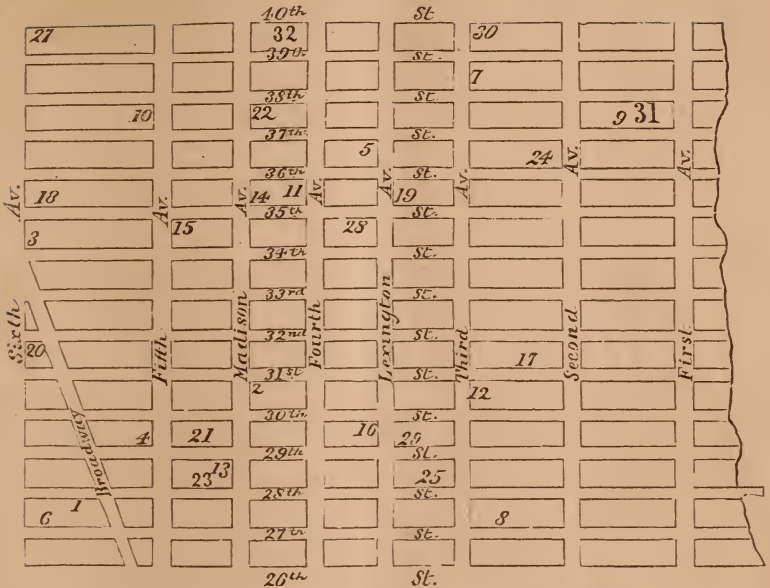 40th St
27 32 30
39th St.
7
38th St.
10 22 9 31
37th St.
5 24
36th St.
18 14 11 19
Sixth Av. Fifth Av. Madison Av. Fourth Av. Lexington Av. Third Av. Second Av. First Av.
35th St.
3 15 28
34th St.
33rd St.
32nd St.
20 17
31st St.
2 12
30th St.
Broadway
4 21 16 29
29th St.
23 13 25
28th St.
6 1 8
27th St.
26th St.